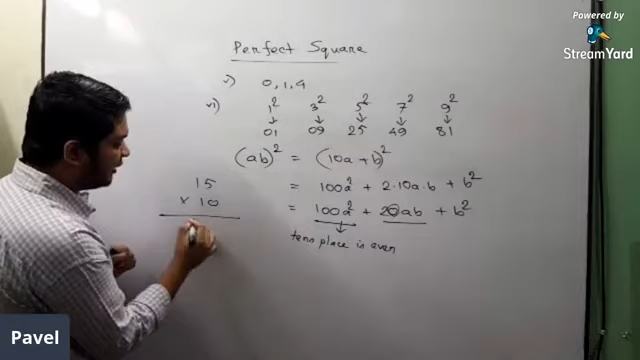 Powered by
StreamYard
Perfect Square
v) 0, 1, 4
vi) 1² 3² 5² 7² 9²
↓ ↓ ↓ ↓ ↓
01 09 25 49 81
(ab)² = (10a + b)²
= 100a² + 2·10a·b + b²
= 100a² + 20ab + b²
↓
tens place is even
15
× 10
Pavel